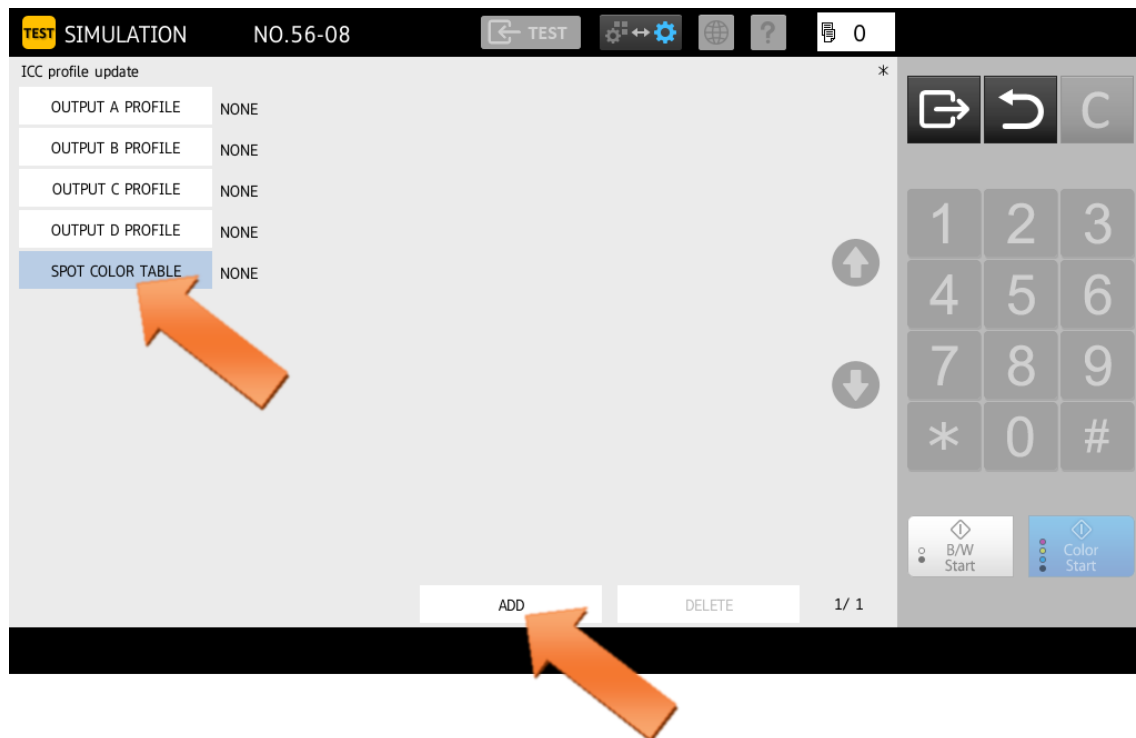 TEST SIMULATION NO.56-08 TEST ? 0
ICC profile update *
OUTPUT A PROFILE NONE
OUTPUT B PROFILE NONE
OUTPUT C PROFILE NONE
OUTPUT D PROFILE NONE
SPOT COLOR TABLE NONE
ADD DELETE 1/ 1
C
1 2 3
4 5 6
7 8 9
* 0 #
B/W Start
Color Start